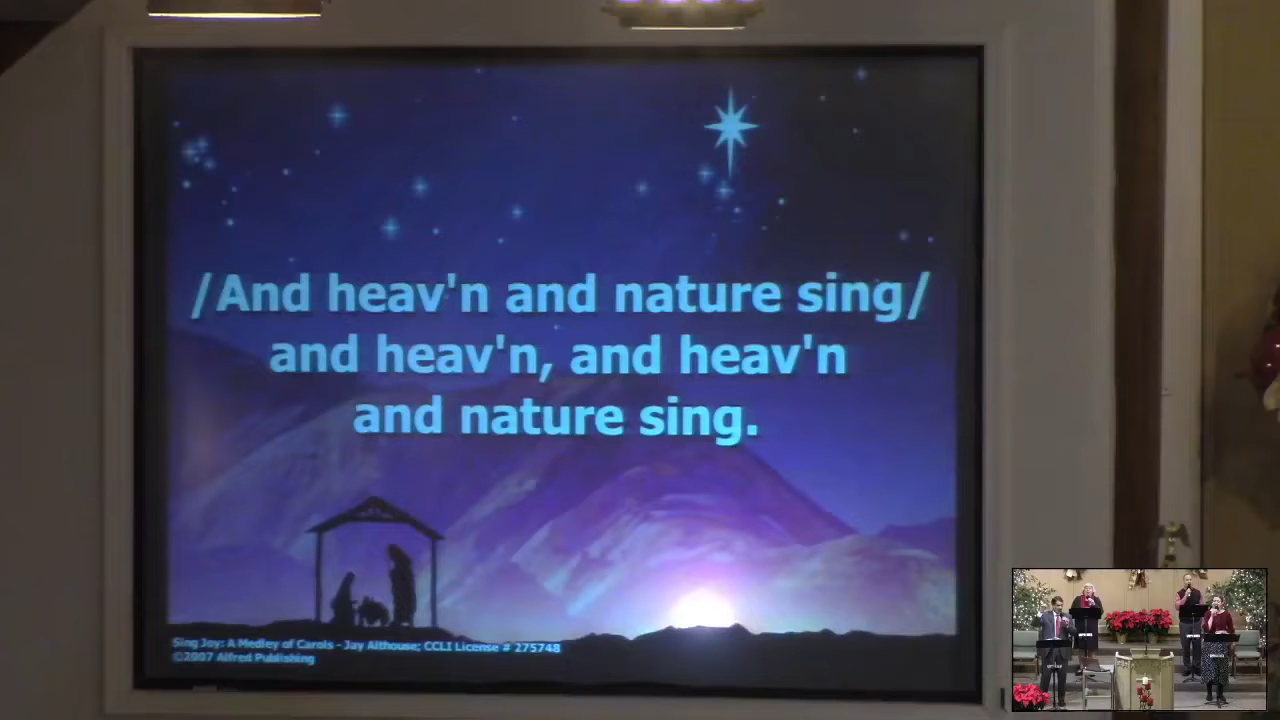 /And heav'n and nature sing/
and heav'n, and heav'n
and nature sing.
Sing Joy: A Medley of Carols - Jay Althouse; CCLI License # 275748
©2007 Alfred Publishing